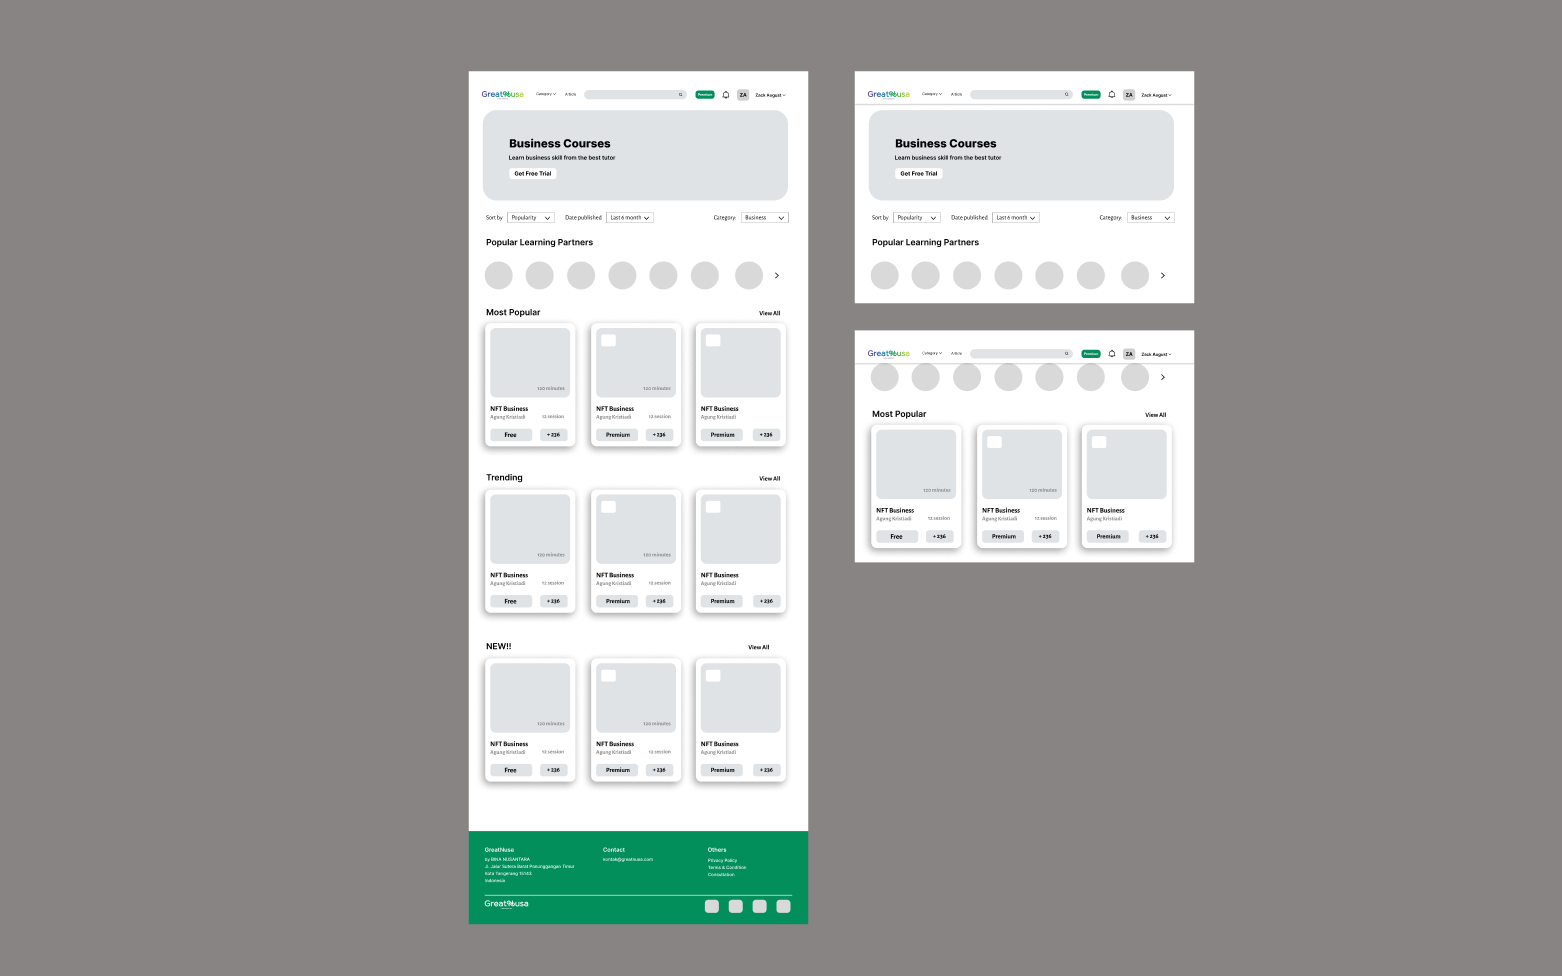 GreatNusa Category Article Premium ZA Zack August
Business Courses
Learn business skill from the best tutor
Get Free Trial
Sort by Popularity Date published Last 6 month Category: Business
Popular Learning Partners
Most Popular View All
120 minutes 120 minutes
NFT Business NFT Business NFT Business
Agung Kristiadi 12 session Agung Kristiadi 12 session Agung Kristiadi
Free + 236 Premium + 236 Premium + 236
Trending View All
120 minutes 120 minutes
NFT Business NFT Business NFT Business
Agung Kristiadi 12 session Agung Kristiadi 12 session Agung Kristiadi
Free + 236 Premium + 236 Premium + 236
NEW!! View All
120 minutes 120 minutes
NFT Business NFT Business NFT Business
Agung Kristiadi 12 session Agung Kristiadi 12 session Agung Kristiadi
Free + 236 Premium + 236 Premium + 236
GreatNusa Contact Others
by BINA NUSANTARA kontak@greatnusa.com Privacy Policy
Jl. Jalur Sutera Barat Panunggangan Timur Terms & Condition
Kota Tangerang 15143 Consultation
Indonesia
GreatNusa
GreatNusa Category Article Premium ZA Zack August
Business Courses
Learn business skill from the best tutor
Get Free Trial
Sort by Popularity Date published Last 6 month Category: Business
Popular Learning Partners
GreatNusa Category Article Premium ZA Zack August
Most Popular View All
120 minutes 120 minutes
NFT Business NFT Business NFT Business
Agung Kristiadi 12 session Agung Kristiadi 12 session Agung Kristiadi
Free + 236 Premium + 236 Premium + 236